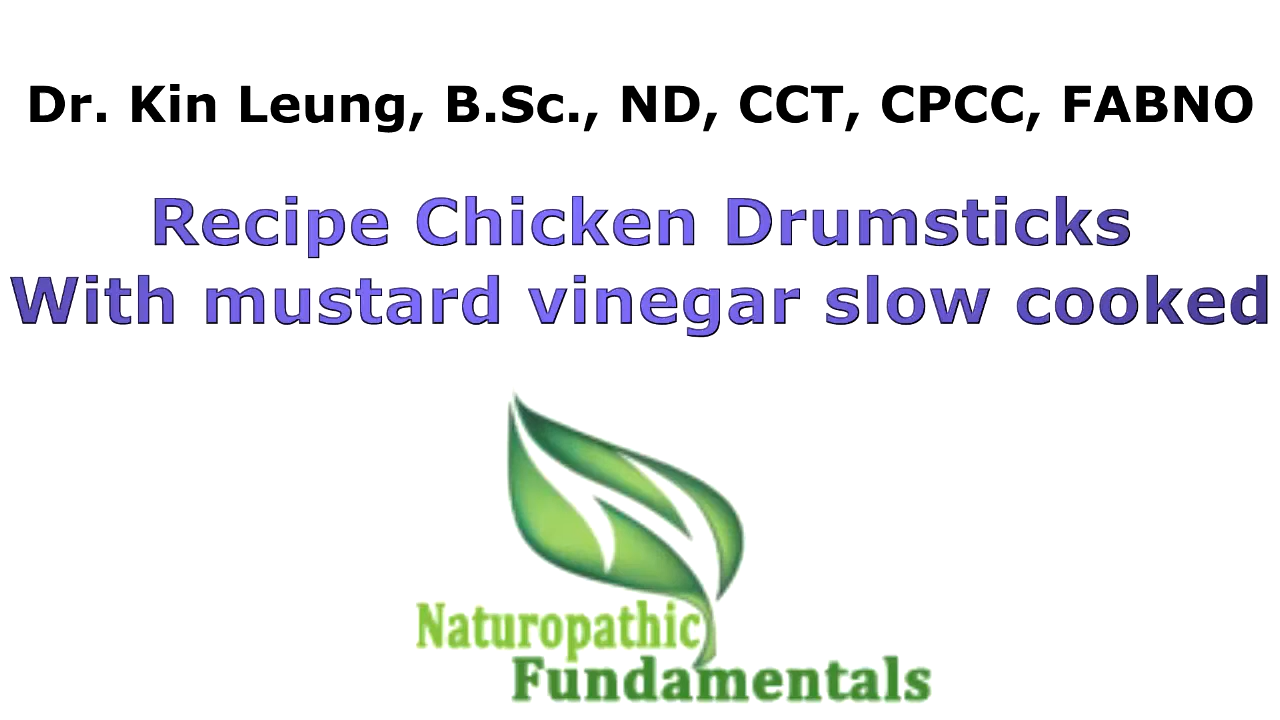 Dr. Kin Leung, B.Sc., ND, CCT, CPCC, FABNO
Recipe Chicken Drumsticks
With mustard vinegar slow cooked
Naturopathic
Fundamentals